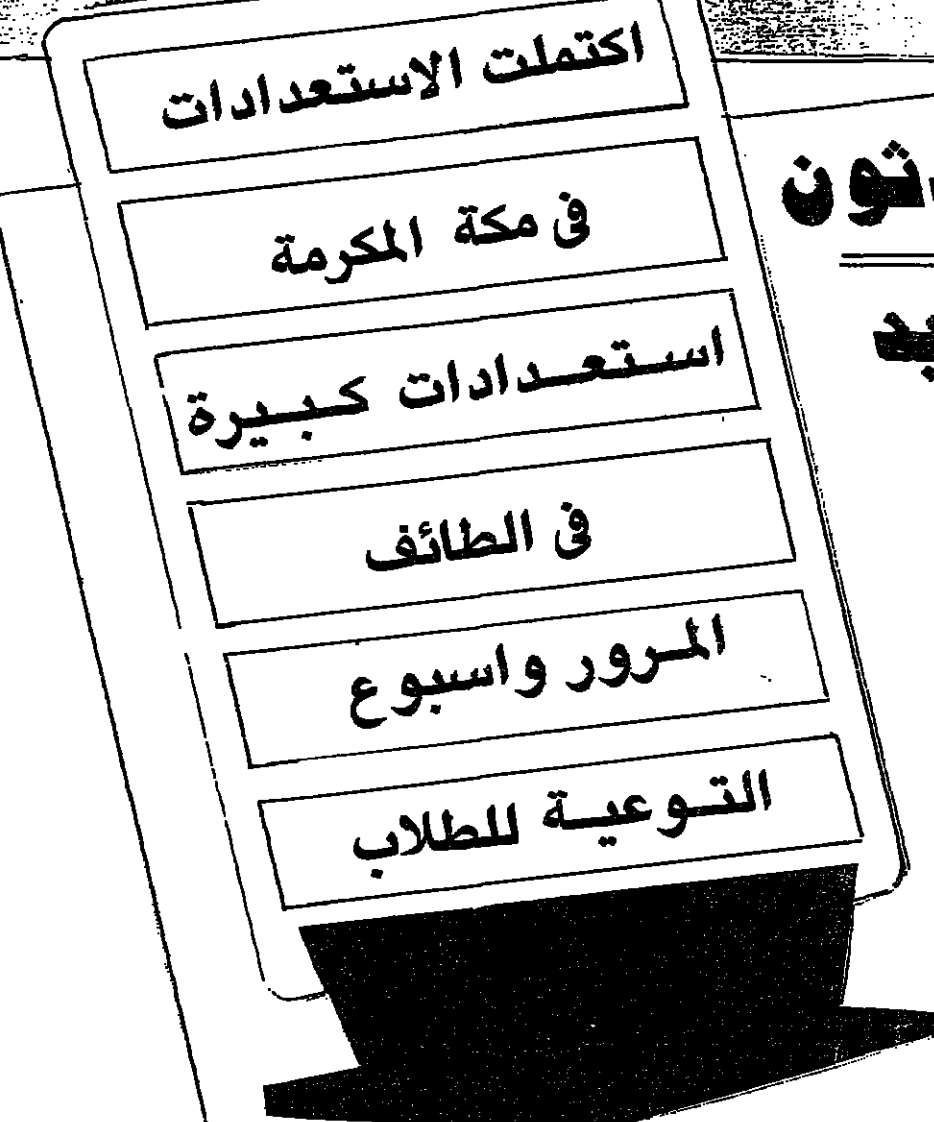 اكتملت الاستعدادات
فى مكة المكرمة
استعدادات كبيرة
فى الطائف
المرور واسبوع
التوعية للطلاب